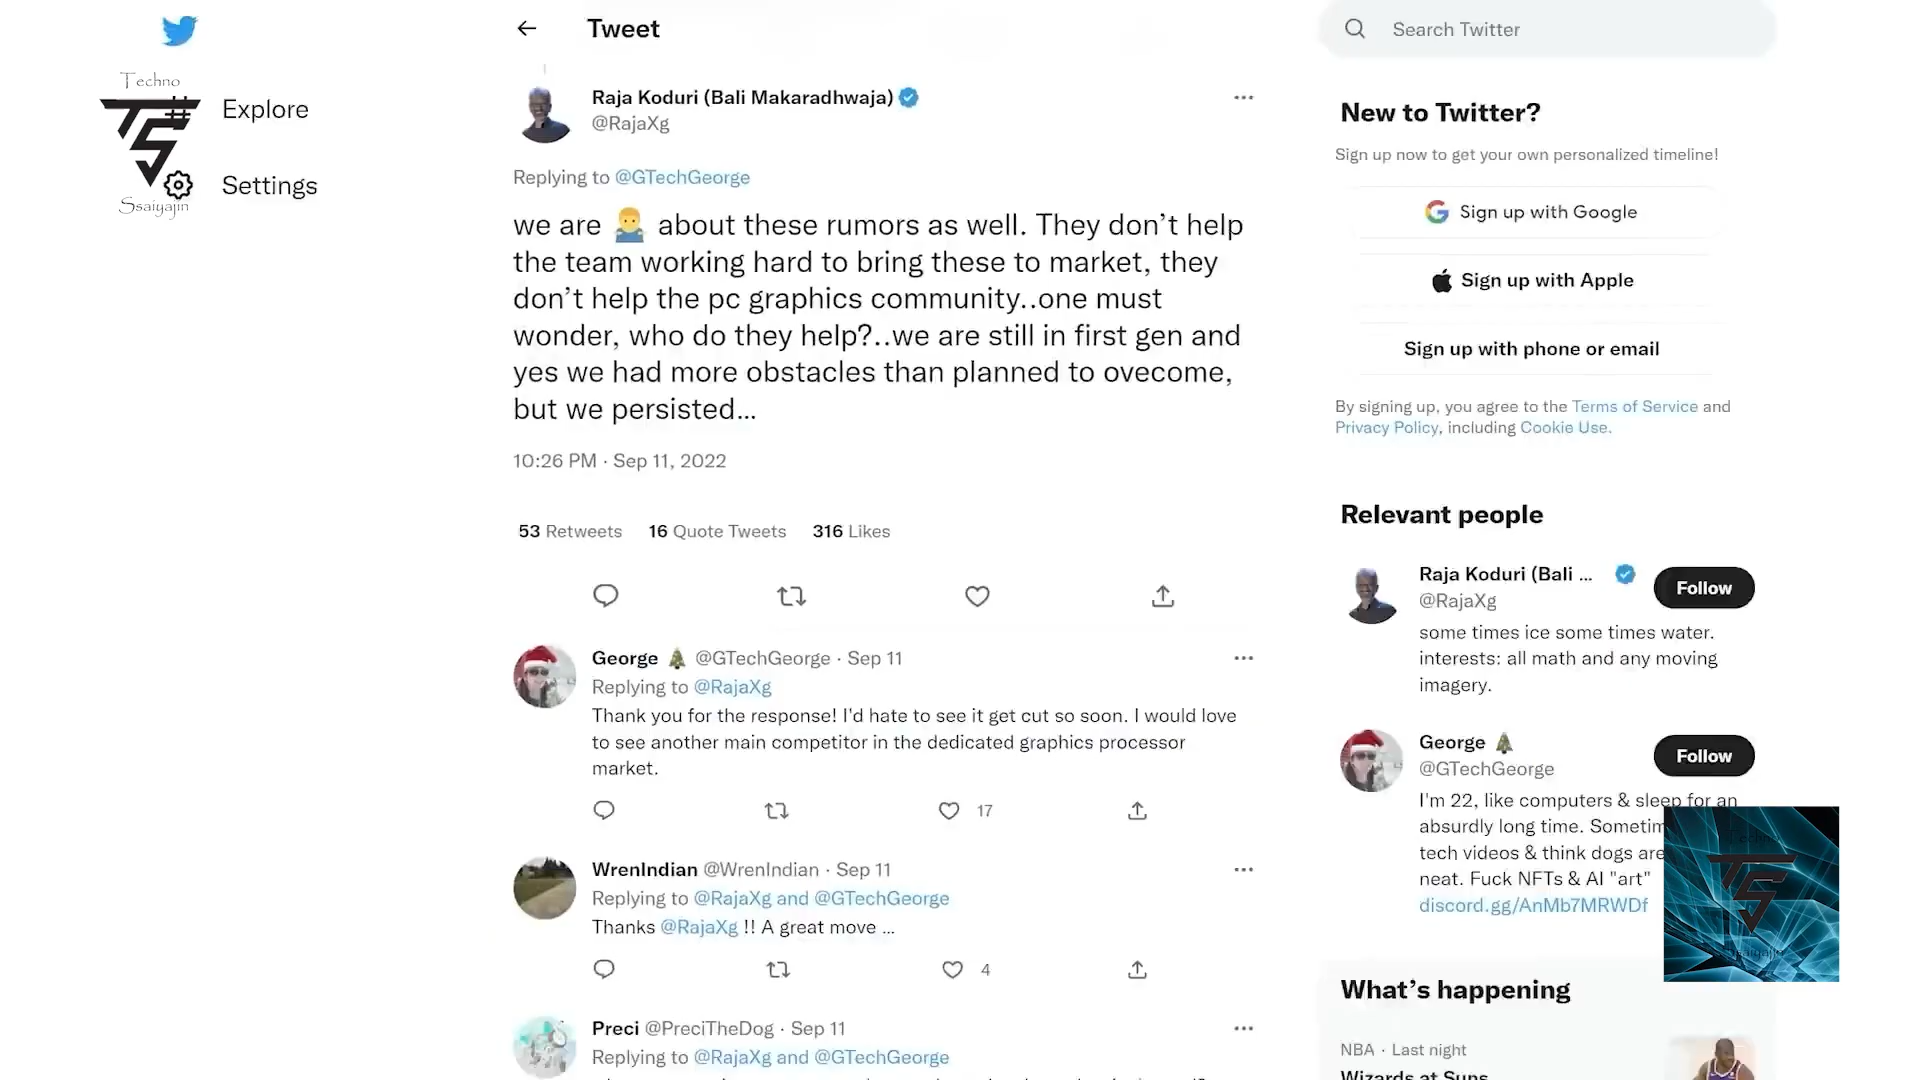 Tweet
Search Twitter
Techno
Explore
Settings
Ssaiyajin
Raja Koduri (Bali Makaradhwaja)
@RajaXg
Replying to @GTechGeorge
we are 🤷‍♂️ about these rumors as well. They don’t help
the team working hard to bring these to market, they
don’t help the pc graphics community..one must
wonder, who do they help?..we are still in first gen and
yes we had more obstacles than planned to ovecome,
but we persisted…
10:26 PM · Sep 11, 2022
53 Retweets 16 Quote Tweets 316 Likes
George 🎄 @GTechGeorge · Sep 11
Replying to @RajaXg
Thank you for the response! I'd hate to see it get cut so soon. I would love
to see another main competitor in the dedicated graphics processor
market.
17
WrenIndian @WrenIndian · Sep 11
Replying to @RajaXg and @GTechGeorge
Thanks @RajaXg !! A great move ...
4
Preci @PreciTheDog · Sep 11
Replying to @RajaXg and @GTechGeorge
New to Twitter?
Sign up now to get your own personalized timeline!
Sign up with Google
Sign up with Apple
Sign up with phone or email
By signing up, you agree to the Terms of Service and
Privacy Policy, including Cookie Use.
Relevant people
Raja Koduri (Bali ...
@RajaXg
Follow
some times ice some times water.
interests: all math and any moving
imagery.
George 🎄
@GTechGeorge
Follow
I'm 22, like computers & sleep for an
absurdly long time. Sometim
tech videos & think dogs are
neat. Fuck NFTs & AI "art"
discord.gg/AnMb7MRWDf
Techno
Ssaiyajin
What’s happening
NBA · Last night
Wizards at Suns